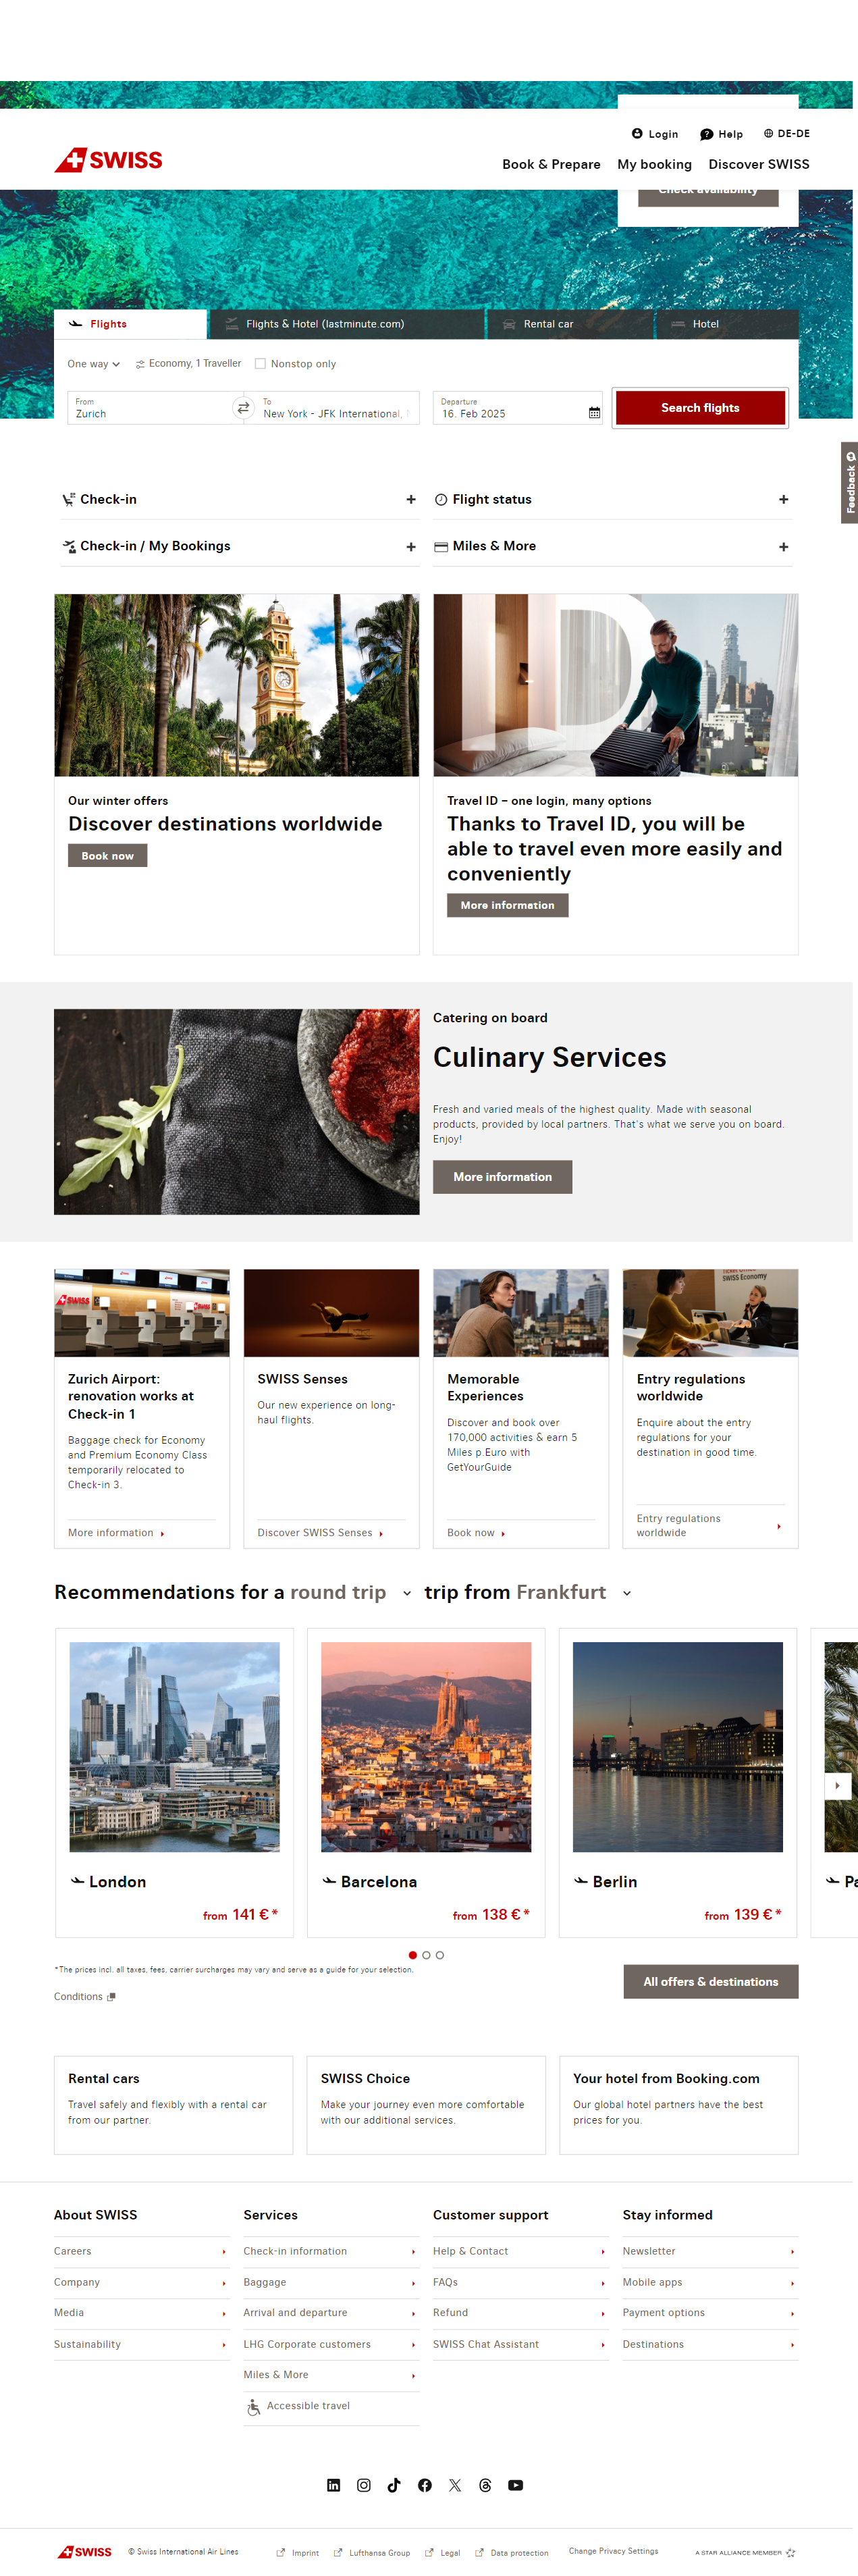 Login
Help
DE-DE
SWISS
Book & Prepare
My booking
Discover SWISS
Check availability
Flights
Flights & Hotel (lastminute.com)
Rental car
Hotel
One way
Economy, 1 Traveller
Nonstop only
From
Zurich
To
New York - JFK International,
Departure
16. Feb 2025
Search flights
Feedback
Check-in
Flight status
Check-in / My Bookings
Miles & More
Our winter offers
Discover destinations worldwide
Book now
Travel ID – one login, many options
Thanks to Travel ID, you will be
able to travel even more easily and
conveniently
More information
Catering on board
Culinary Services
Fresh and varied meals of the highest quality. Made with seasonal
products, provided by local partners. That's what we serve you on board.
Enjoy!
More information
SWISS
SWISS Economy
Zurich Airport:
renovation works at
Check-in 1
Baggage check for Economy
and Premium Economy Class
temporarily relocated to
Check-in 3.
More information
SWISS Senses
Our new experience on long-
haul flights.
Discover SWISS Senses
Memorable
Experiences
Discover and book over
170,000 activities & earn 5
Miles p.Euro with
GetYourGuide
Book now
Entry regulations
worldwide
Enquire about the entry
regulations for your
destination in good time.
Entry regulations
worldwide
Recommendations for a round trip trip from Frankfurt
London
from 141 € *
Barcelona
from 138 € *
Berlin
from 139 € *
Pa
*The prices incl. all taxes, fees, carrier surcharges may vary and serve as a guide for your selection.
Conditions
All offers & destinations
Rental cars
Travel safely and flexibly with a rental car
from our partner.
SWISS Choice
Make your journey even more comfortable
with our additional services.
Your hotel from Booking.com
Our global hotel partners have the best
prices for you.
About SWISS
Careers
Company
Media
Sustainability
Services
Check-in information
Baggage
Arrival and departure
LHG Corporate customers
Miles & More
Accessible travel
Customer support
Help & Contact
FAQs
Refund
SWISS Chat Assistant
Stay informed
Newsletter
Mobile apps
Payment options
Destinations
SWISS
© Swiss International Air Lines
Imprint
Lufthansa Group
Legal
Data protection
Change Privacy Settings
A STAR ALLIANCE MEMBER